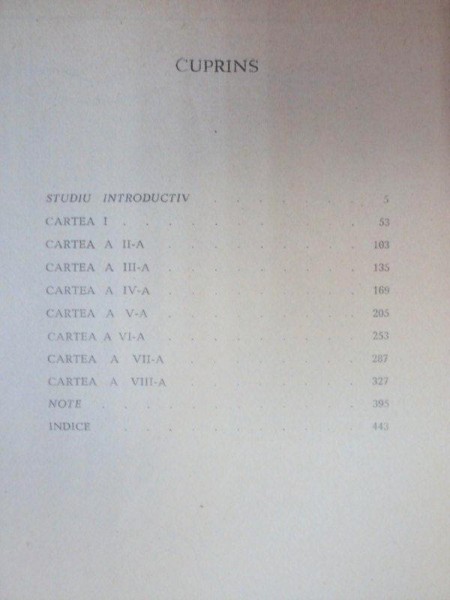 CUPRINS
STUDIU INTRODUCTIV . . . . . . . 5
CARTEA I . . . . . . . . . . . 53
CARTEA A II-A . . . . . . . . . 103
CARTEA A III-A . . . . . . . . . 135
CARTEA A IV-A . . . . . . . . . 169
CARTEA A V-A . . . . . . . . . 205
CARTEA A VI-A . . . . . . . . . 253
CARTEA A VII-A . . . . . . . . . 287
CARTEA A VIII-A . . . . . . . . . 327
NOTE . . . . . . . . . . . . 395
INDICE . . . . . . . . . . . 443